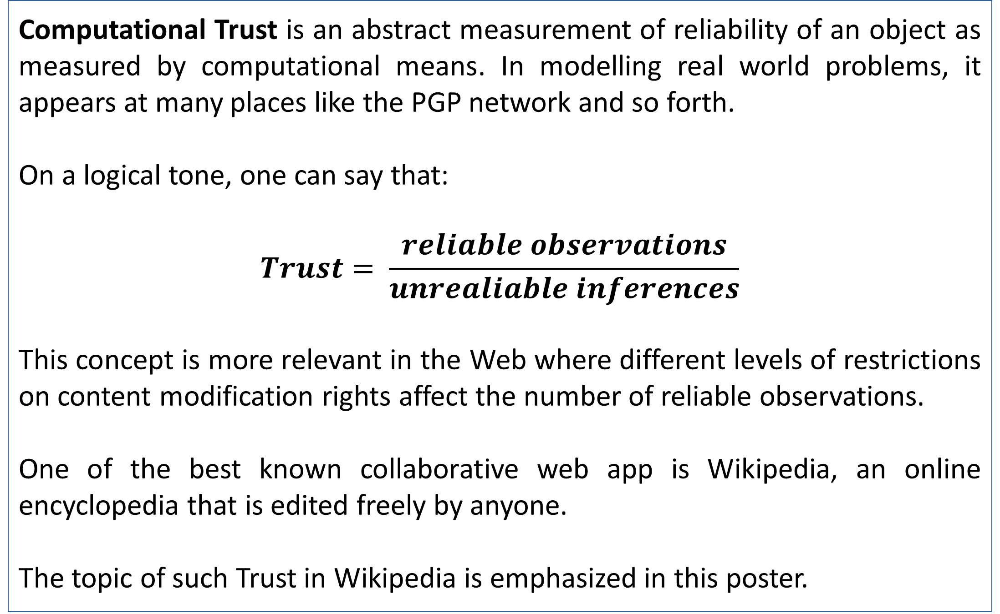 Computational Trust is an abstract measurement of reliability of an object as
measured by computational means. In modelling real world problems, it
appears at many places like the PGP network and so forth.
On a logical tone, one can say that:
Trust = reliable observations
unrealiable inferences
This concept is more relevant in the Web where different levels of restrictions
on content modification rights affect the number of reliable observations.
One of the best known collaborative web app is Wikipedia, an online
encyclopedia that is edited freely by anyone.
The topic of such Trust in Wikipedia is emphasized in this poster.